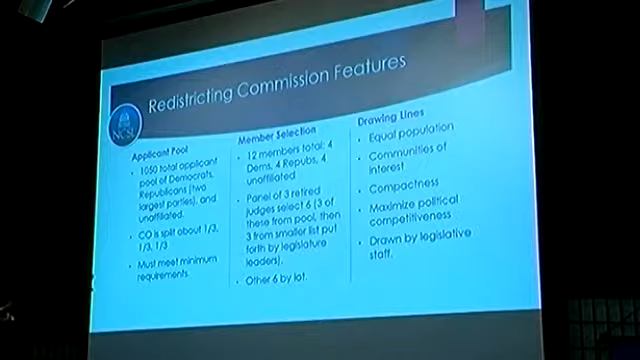 Redistricting Commission Features
NCSL
Applicant Pool
• 1050 total applicant
pool of Democrats,
Republicans (two
largest parties), and
unaffiliated.
• CO is split about 1/3,
1/3, 1/3
• Must meet minimum
requirements
Member Selection
• 12 members total: 4
Dems, 4 Repubs, 4
unaffiliated
• Panel of 3 retired
judges select 6 (3 of
these from pool, then
3 from smaller list put
forth by legislature
leaders).
• Other 6 by lot.
Drawing Lines
• Equal population
• Communities of
interest
• Compactness
• Maximize political
competitiveness
• Drawn by legislative
staff.